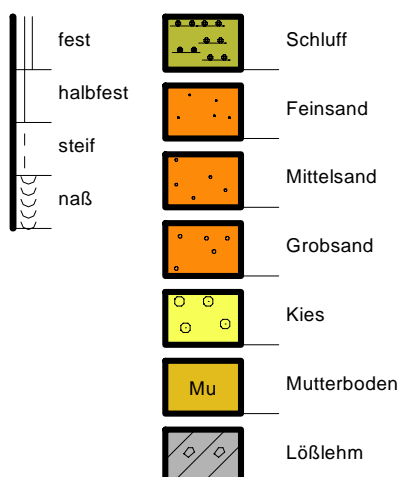 fest
halbfest
steif
naß
Schluff
Feinsand
Mittelsand
Grobsand
Kies
Mu
Mutterboden
Lößlehm